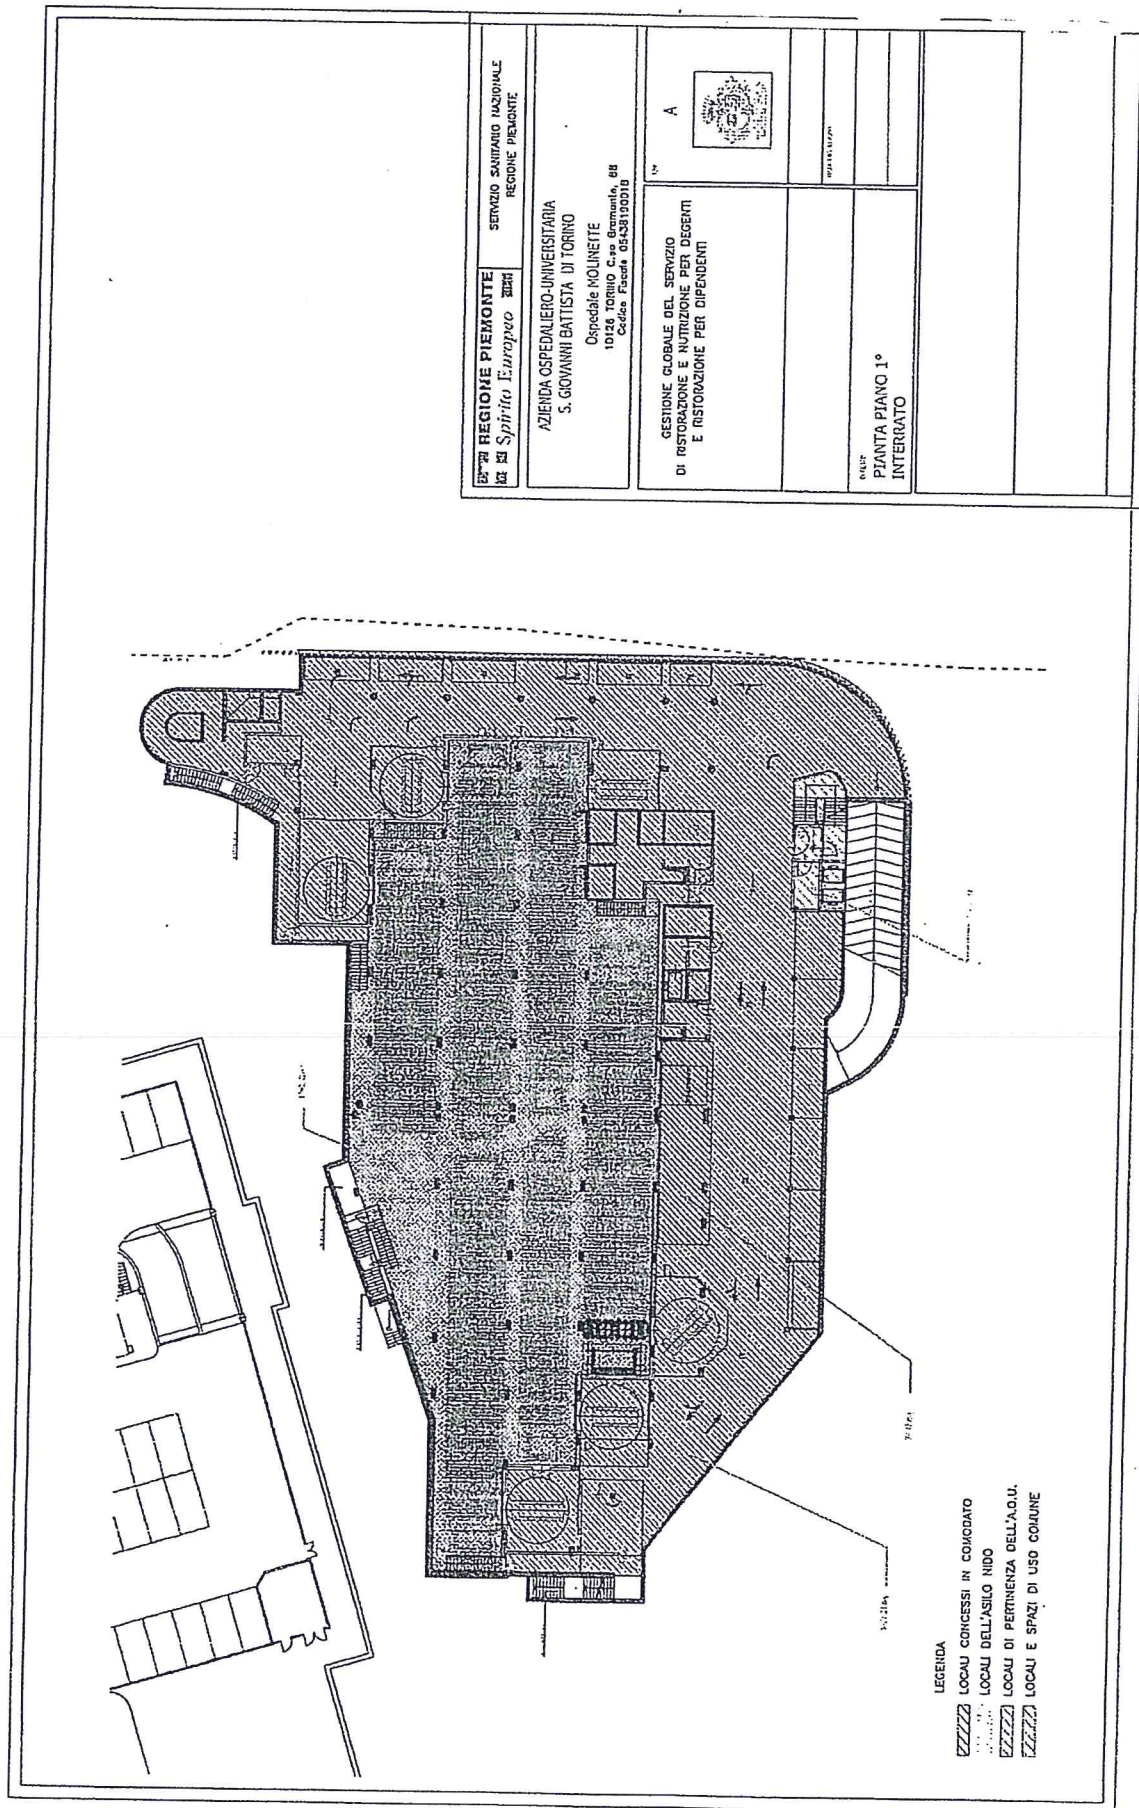 REGIONE PIEMONTE
Spirito Europeo
SERVIZIO SANITARIO NAZIONALE
REGIONE PIEMONTE
AZIENDA OSPEDALIERO-UNIVERSITARIA
S. GIOVANNI BATTISTA DI TORINO
Ospedale MOLINETTE
10126 TORINO C.so Bramante, 88
Codice Fiscale 05438190018
GESTIONE GLOBALE DEL SERVIZIO
DI RISTORAZIONE E NUTRIZIONE PER DEGENTI
E RISTORAZIONE PER DIPENDENTI
A
PIANTA PIANO 1°
INTERRATO
LEGENDA
LOCALI CONCESSI IN COMODATO
LOCALI DELL'ASILO NIDO
LOCALI DI PERTINENZA DELL'A.O.U.
LOCALI E SPAZI DI USO COMUNE